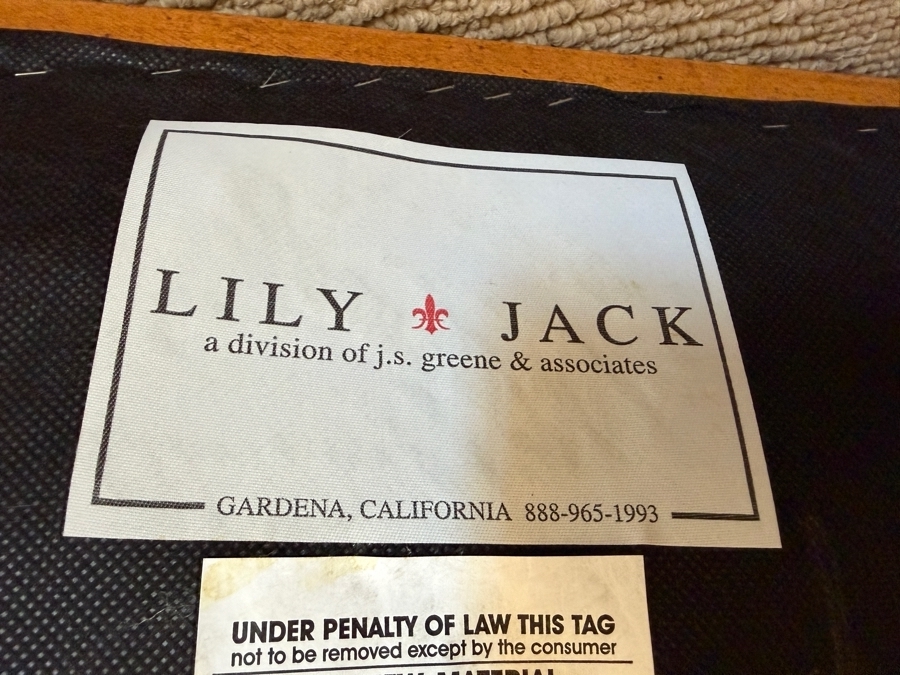 LILY JACK
a division of j.s. greene & associates
GARDENA, CALIFORNIA 888-965-1993
UNDER PENALTY OF LAW THIS TAG
not to be removed except by the consumer
MATERIAL